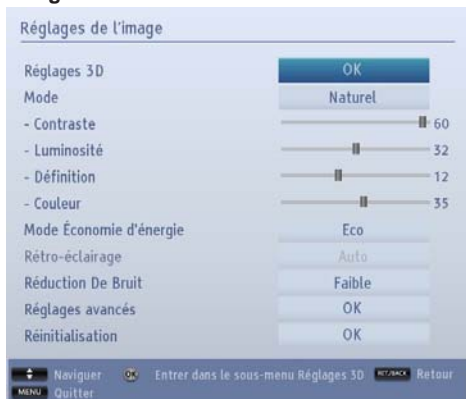 Réglages de l'image
Réglages 3D OK
Mode Naturel
- Contraste 60
- Luminosité 32
- Définition 12
- Couleur 35
Mode Économie d'énergie Eco
Rétro-éclairage Auto
Réduction De Bruit Faible
Réglages avancés OK
Réinitialisation OK
Naviguer OK Entrer dans le sous-menu Réglages 3D RET/BACK Retour
MENU Quitter